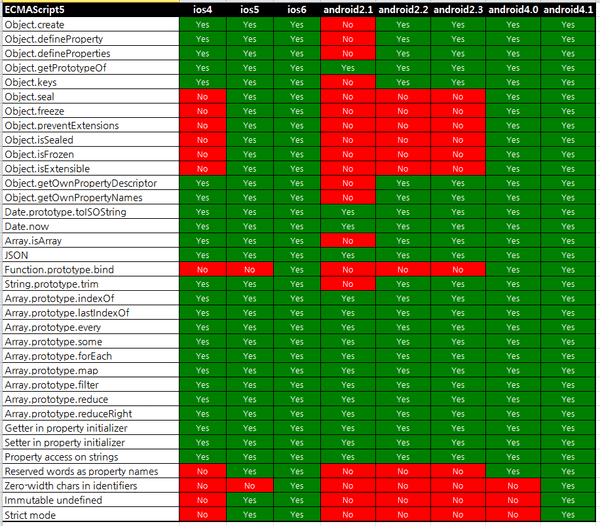 ECMAScript5 ios4 ios5 ios6 android2.1 android2.2 android2.3 android4.0 android4.1
Object.create Yes Yes Yes No Yes Yes Yes Yes
Object.defineProperty Yes Yes Yes No Yes Yes Yes Yes
Object.defineProperties Yes Yes Yes No Yes Yes Yes Yes
Object.getPrototypeOf Yes Yes Yes Yes Yes Yes Yes Yes
Object.keys Yes Yes Yes No Yes Yes Yes Yes
Object.seal No Yes Yes No No No Yes Yes
Object.freeze No Yes Yes No No No Yes Yes
Object.preventExtensions No Yes Yes No No No Yes Yes
Object.isSealed No Yes Yes No No No Yes Yes
Object.isFrozen No Yes Yes No No No Yes Yes
Object.isExtensible No Yes Yes No No No Yes Yes
Object.getOwnPropertyDescriptor Yes Yes Yes No Yes Yes Yes Yes
Object.getOwnPropertyNames Yes Yes Yes No Yes Yes Yes Yes
Date.prototype.toISOString Yes Yes Yes Yes Yes Yes Yes Yes
Date.now Yes Yes Yes Yes Yes Yes Yes Yes
Array.isArray Yes Yes Yes No Yes Yes Yes Yes
JSON Yes Yes Yes Yes Yes Yes Yes Yes
Function.prototype.bind No No Yes No No No Yes Yes
String.prototype.trim Yes Yes Yes No Yes Yes Yes Yes
Array.prototype.indexOf Yes Yes Yes Yes Yes Yes Yes Yes
Array.prototype.lastIndexOf Yes Yes Yes Yes Yes Yes Yes Yes
Array.prototype.every Yes Yes Yes Yes Yes Yes Yes Yes
Array.prototype.some Yes Yes Yes Yes Yes Yes Yes Yes
Array.prototype.forEach Yes Yes Yes Yes Yes Yes Yes Yes
Array.prototype.map Yes Yes Yes Yes Yes Yes Yes Yes
Array.prototype.filter Yes Yes Yes Yes Yes Yes Yes Yes
Array.prototype.reduce Yes Yes Yes Yes Yes Yes Yes Yes
Array.prototype.reduceRight Yes Yes Yes Yes Yes Yes Yes Yes
Getter in property initializer Yes Yes Yes Yes Yes Yes Yes Yes
Setter in property initializer Yes Yes Yes Yes Yes Yes Yes Yes
Property access on strings Yes Yes Yes Yes Yes Yes Yes Yes
Reserved words as property names No Yes Yes No No No Yes Yes
Zero-width chars in identifiers No No Yes No No No No Yes
Immutable undefined No Yes Yes No No No No Yes
Strict mode No Yes Yes No No No No Yes